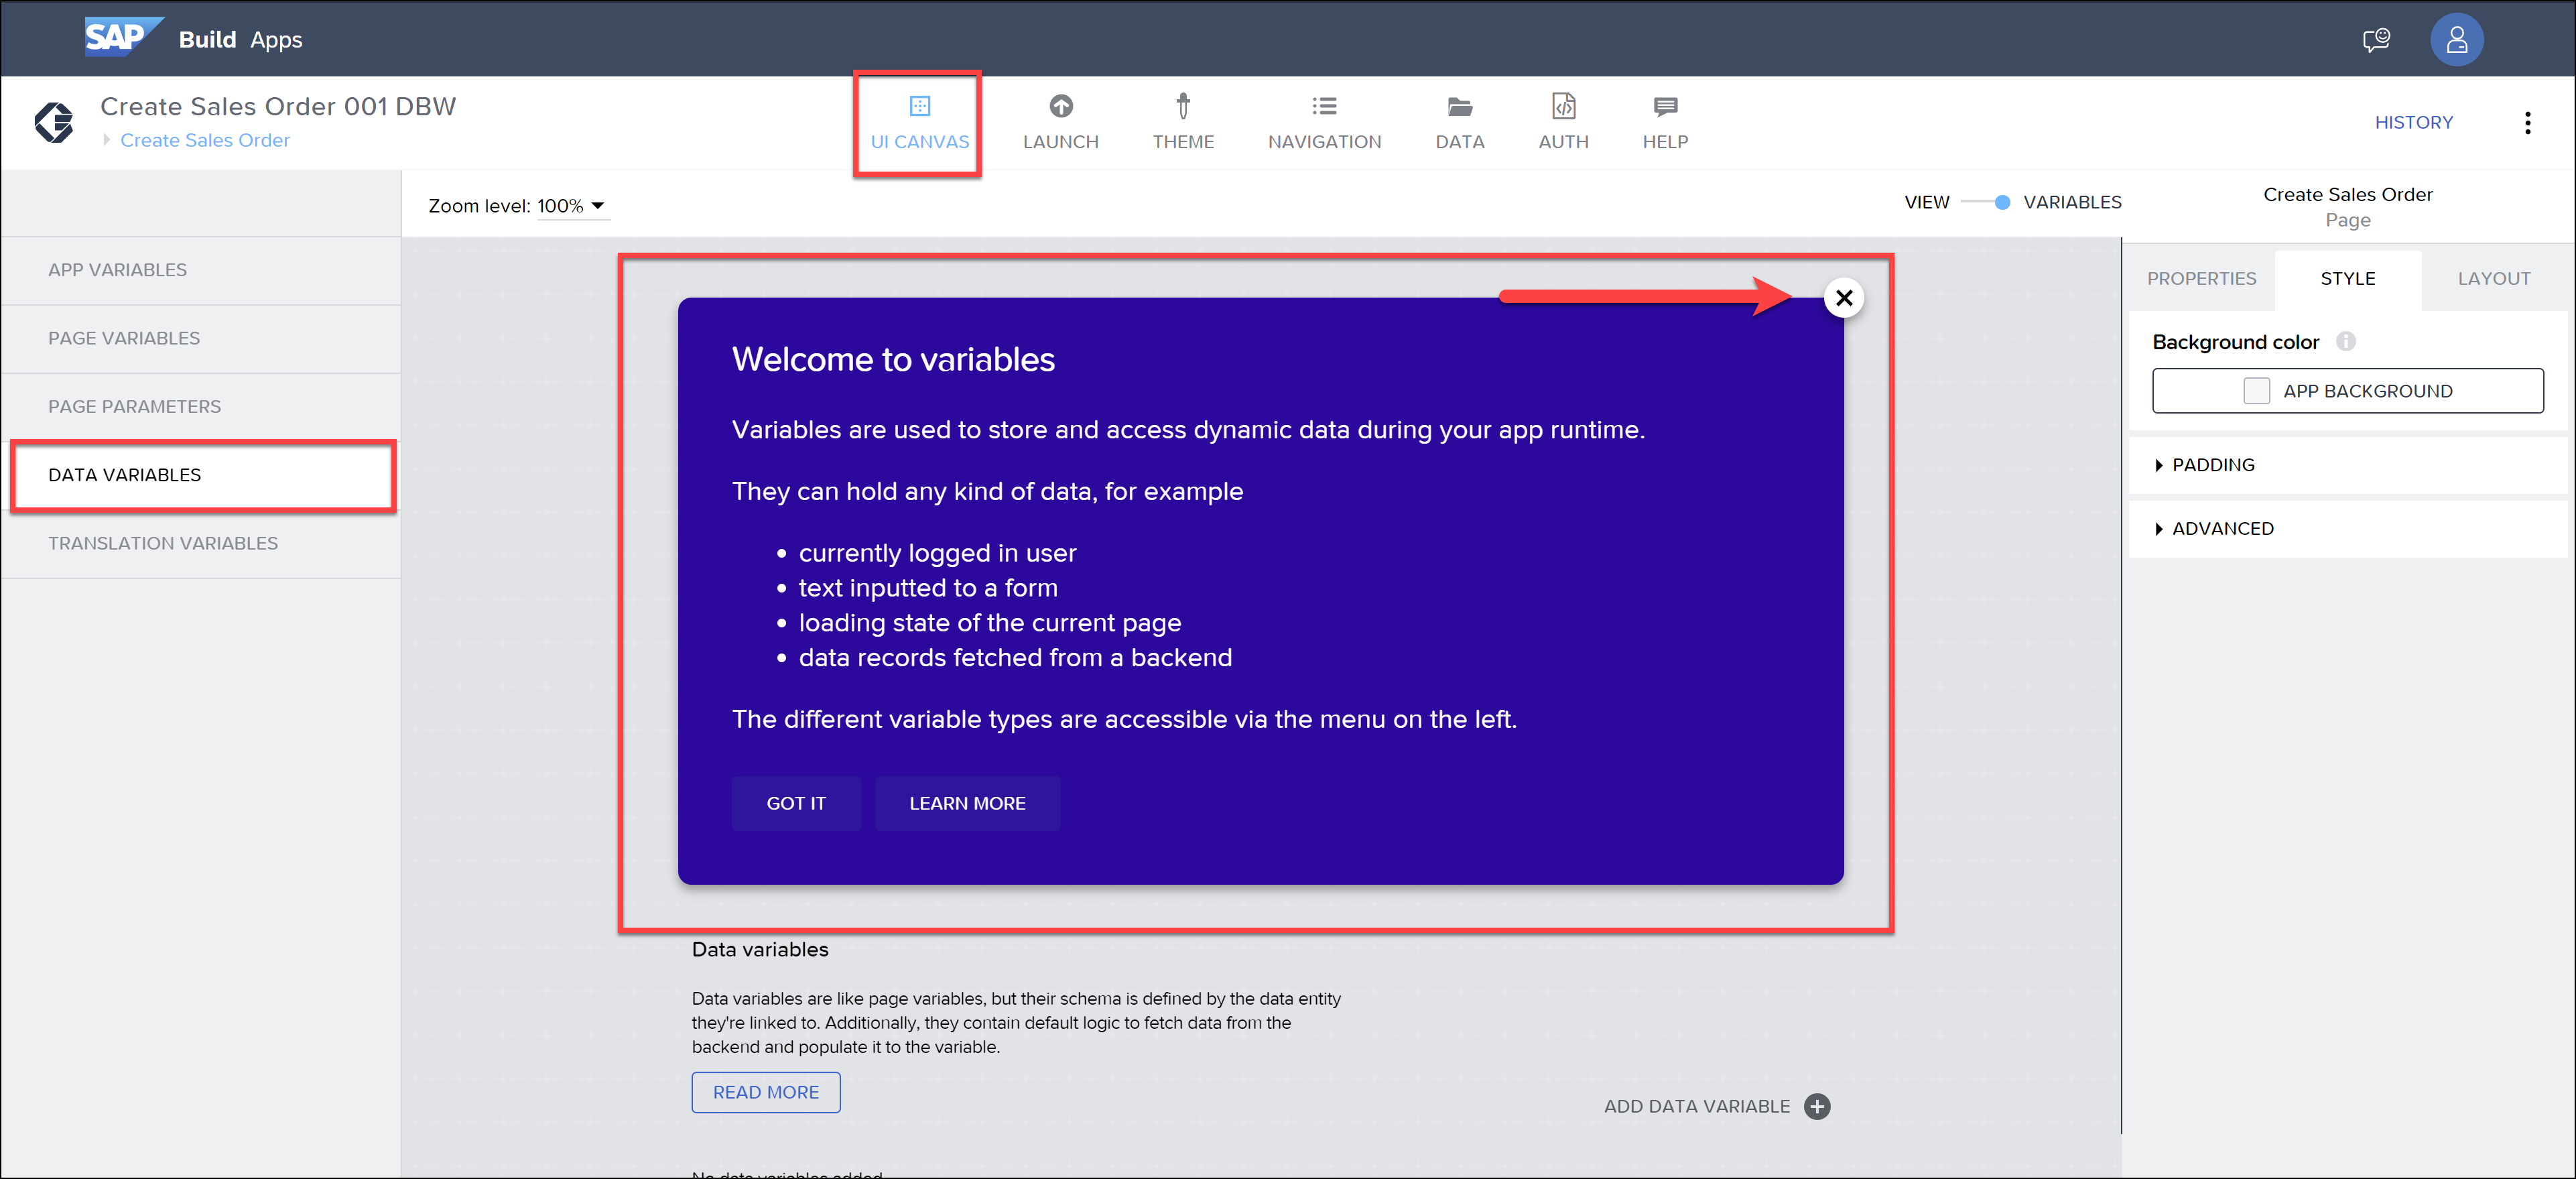 SAP Build Apps
Create Sales Order 001 DBW
Create Sales Order
UI CANVAS
LAUNCH
THEME
NAVIGATION
DATA
AUTH
HELP
HISTORY
Zoom level: 100%
VIEW
VARIABLES
Create Sales Order
Page
APP VARIABLES
PAGE VARIABLES
PAGE PARAMETERS
DATA VARIABLES
TRANSLATION VARIABLES
Welcome to variables
Variables are used to store and access dynamic data during your app runtime.
They can hold any kind of data, for example
• currently logged in user
• text inputted to a form
• loading state of the current page
• data records fetched from a backend
The different variable types are accessible via the menu on the left.
GOT IT
LEARN MORE
Data variables
Data variables are like page variables, but their schema is defined by the data entity
they're linked to. Additionally, they contain default logic to fetch data from the
backend and populate it to the variable.
READ MORE
ADD DATA VARIABLE
No data variables added
PROPERTIES
STYLE
LAYOUT
Background color
APP BACKGROUND
PADDING
ADVANCED